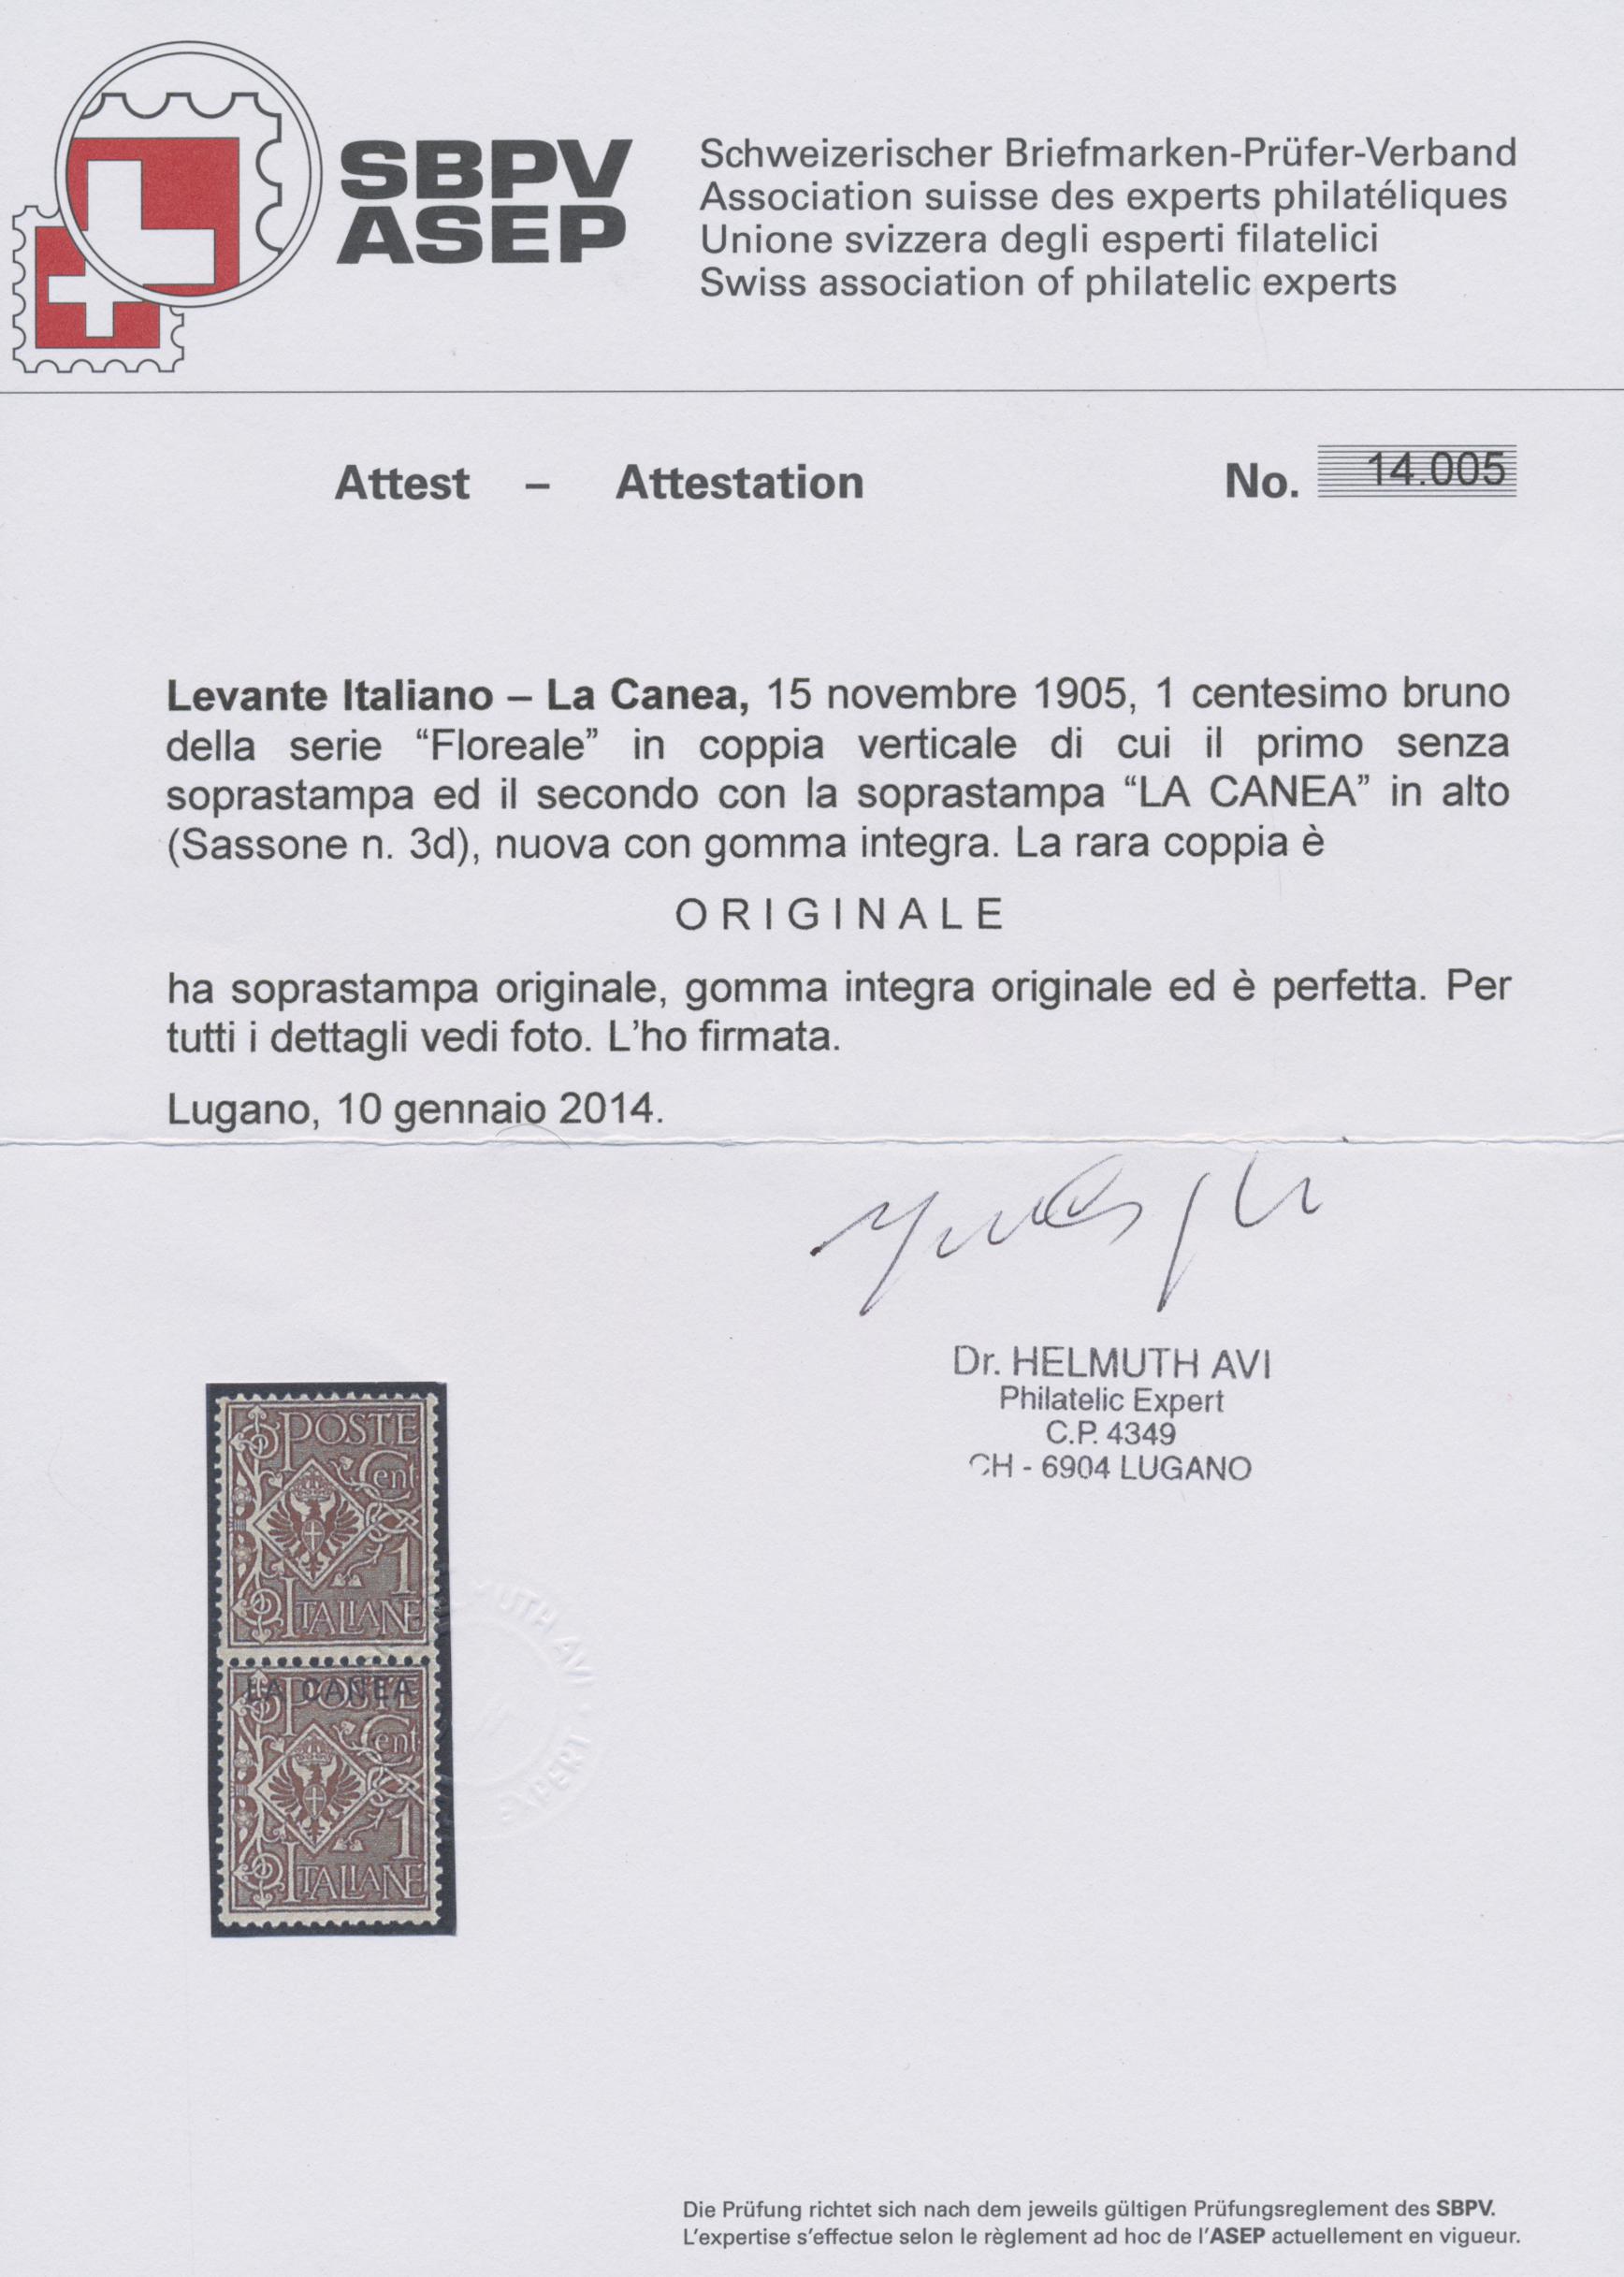 SBPV
ASEP
Schweizerischer Briefmarken-Prüfer-Verband
Association suisse des experts philatéliques
Unione svizzera degli esperti filatelici
Swiss association of philatelic experts
Attest – Attestation
No. 14.005
Levante Italiano – La Canea, 15 novembre 1905, 1 centesimo bruno
della serie “Floreale” in coppia verticale di cui il primo senza
soprastampa ed il secondo con la soprastampa “LA CANEA” in alto
(Sassone n. 3d), nuova con gomma integra. La rara coppia è
ORIGINALE
ha soprastampa originale, gomma integra originale ed è perfetta. Per
tutti i dettagli vedi foto. L’ho firmata.
Lugano, 10 gennaio 2014.
Dr. HELMUTH AVI
Philatelic Expert
C.P. 4349
CH - 6904 LUGANO
POSTE
Cent
1
ITALIANE
LA CANEA
POSTE
Cent
1
ITALIANE
MUTH AVI · EXPERT
Die Prüfung richtet sich nach dem jeweils gültigen Prüfungsreglement des SBPV.
L’expertise s’effectue selon le règlement ad hoc de l’ASEP actuellement en vigueur.